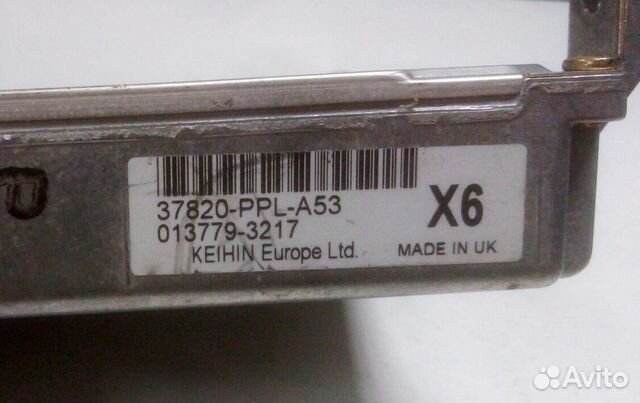 37820-PPL-A53
X6
013779-3217
KEIHIN Europe Ltd.
MADE IN UK
Avito